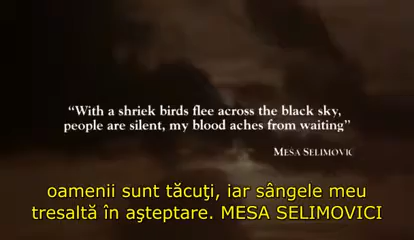 “With a shriek birds flee across the black sky,
people are silent, my blood aches from waiting”
MESA SELIMOVIC
oamenii sunt tăcuţi, iar sângele meu
tresaltă în aşteptare. MESA SELIMOVICI